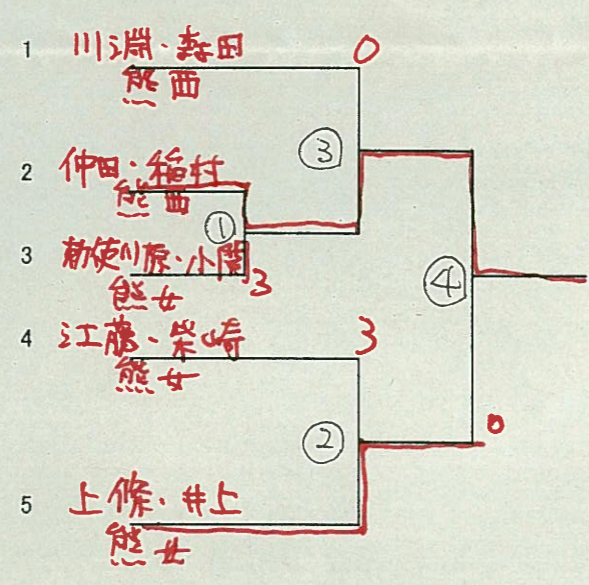 1 川淵・森田 0
熊西
③
2 仲田・稲村
熊西
①
3 勅使川原・小関 3
熊女
④
4 江藤・柴崎 3
熊女
② 0
5 上條・井上
熊女